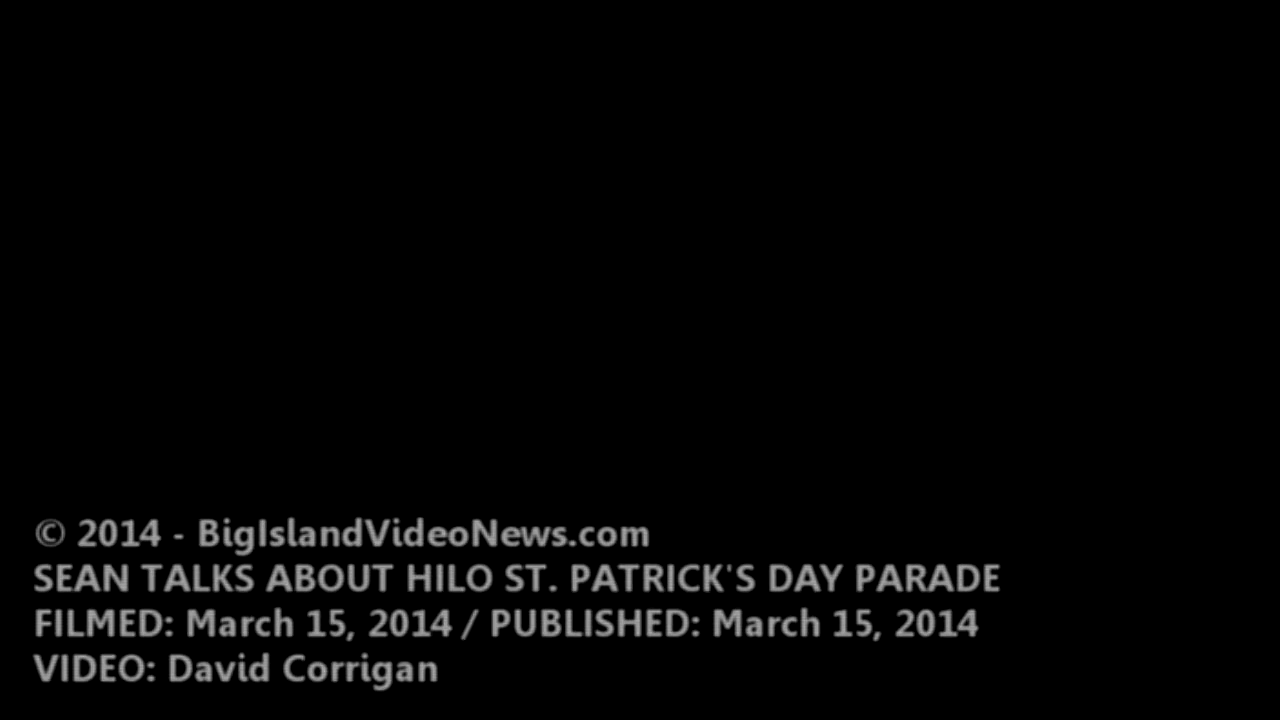 © 2014 - BigIslandVideoNews.com
SEAN TALKS ABOUT HILO ST. PATRICK'S DAY PARADE
FILMED: March 15, 2014 / PUBLISHED: March 15, 2014
VIDEO: David Corrigan